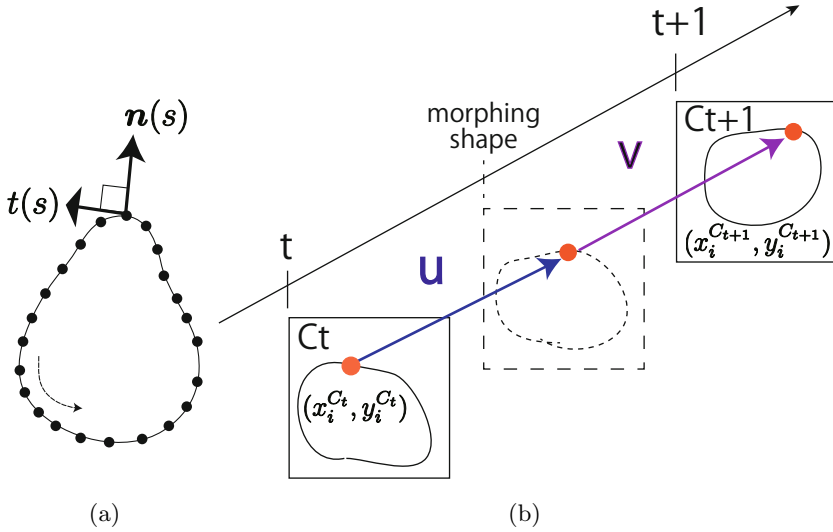 n(s)
t(s)
(a)
t+1
morphing
shape
v
Ct+1
(x_i^{C_{t+1}}, y_i^{C_{t+1}})
t
u
Ct
(x_i^{C_t}, y_i^{C_t})
(b)